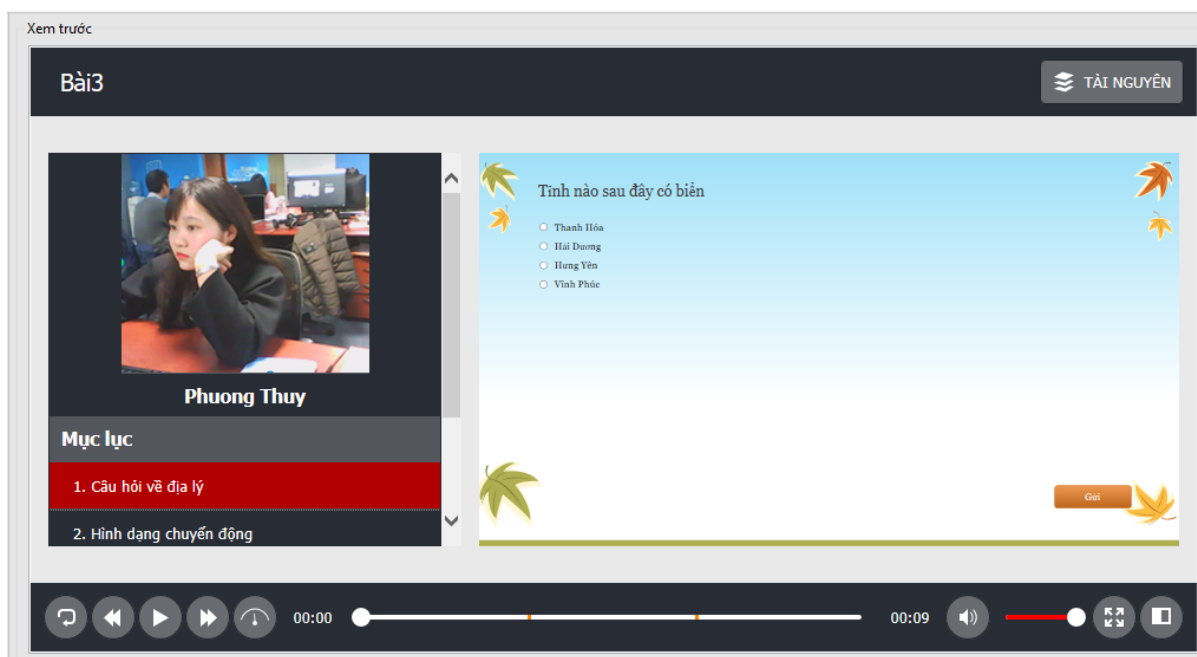 Xem trước
Bài3
TÀI NGUYÊN
Phuong Thuy
Mục lục
1. Câu hỏi về địa lý
2. Hình dạng chuyển động
Tỉnh nào sau đây có biển
Thanh Hóa
Hải Dương
Hưng Yên
Vĩnh Phúc
Gửi
00:00
00:09